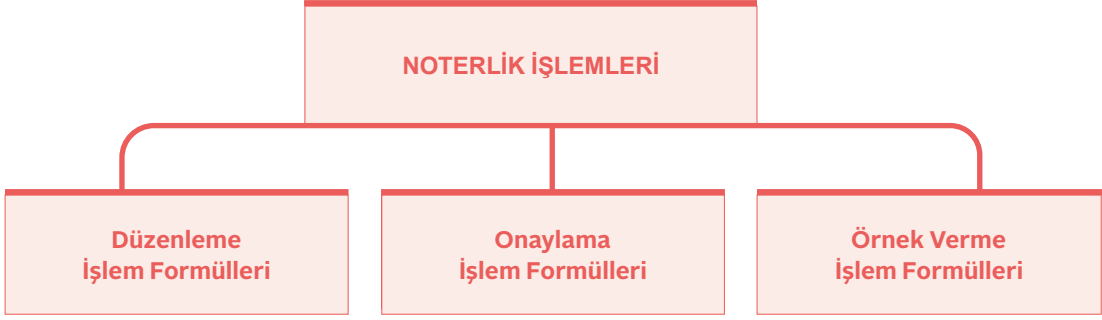 NOTERLİK İŞLEMLERİ
Düzenleme
İşlem Formülleri
Onaylama
İşlem Formülleri
Örnek Verme
İşlem Formülleri